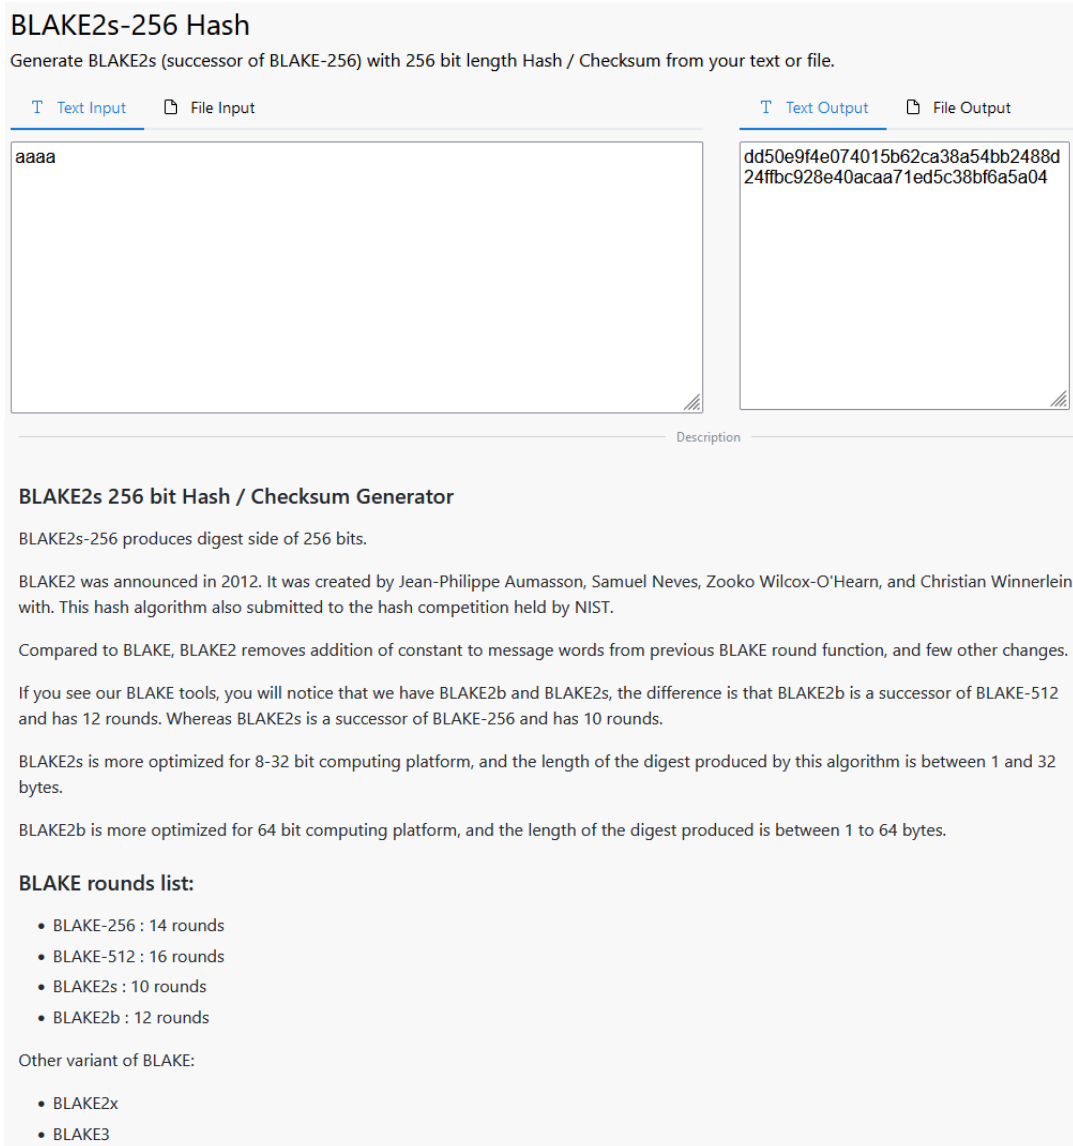 BLAKE2s-256 Hash
Generate BLAKE2s (successor of BLAKE-256) with 256 bit length Hash / Checksum from your text or file.
T Text Input File Input
T Text Output File Output
aaaa
dd50e9f4e074015b62ca38a54bb2488d
24ffbc928e40acaa71ed5c38bf6a5a04
Description
BLAKE2s 256 bit Hash / Checksum Generator
BLAKE2s-256 produces digest side of 256 bits.
BLAKE2 was announced in 2012. It was created by Jean-Philippe Aumasson, Samuel Neves, Zooko Wilcox-O'Hearn, and Christian Winnerlein
with. This hash algorithm also submitted to the hash competition held by NIST.
Compared to BLAKE, BLAKE2 removes addition of constant to message words from previous BLAKE round function, and few other changes.
If you see our BLAKE tools, you will notice that we have BLAKE2b and BLAKE2s, the difference is that BLAKE2b is a successor of BLAKE-512
and has 12 rounds. Whereas BLAKE2s is a successor of BLAKE-256 and has 10 rounds.
BLAKE2s is more optimized for 8-32 bit computing platform, and the length of the digest produced by this algorithm is between 1 and 32
bytes.
BLAKE2b is more optimized for 64 bit computing platform, and the length of the digest produced is between 1 to 64 bytes.
BLAKE rounds list:
• BLAKE-256 : 14 rounds
• BLAKE-512 : 16 rounds
• BLAKE2s : 10 rounds
• BLAKE2b : 12 rounds
Other variant of BLAKE:
• BLAKE2x
• BLAKE3